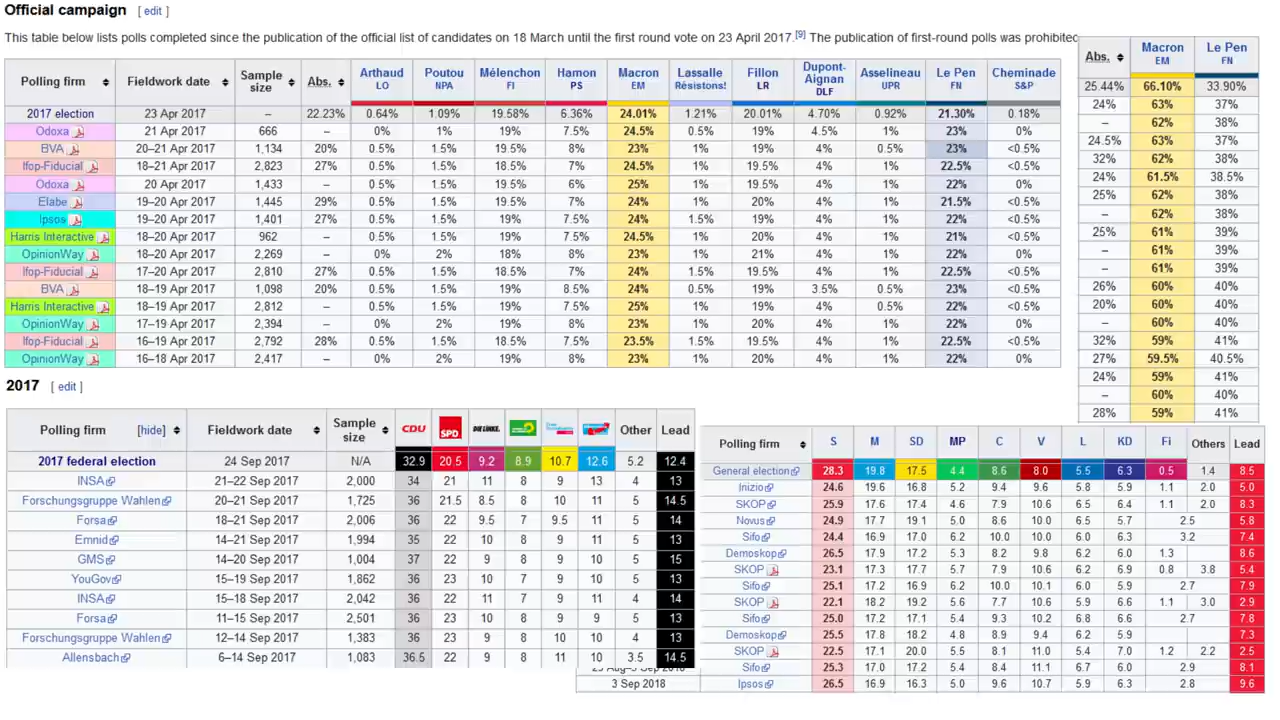 Official campaign [ edit ]
This table below lists polls completed since the publication of the official list of candidates on 18 March until the first round vote on 23 April 2017.[9] The publication of first-round polls was prohibited
Polling firm Fieldwork date Sample size Abs. Arthaud LO Poutou NPA Mélenchon FI Hamon PS Macron EM Lassalle Résistons! Fillon LR Dupont-Aignan DLF Asselineau UPR Le Pen FN Cheminade S&P
2017 election 23 Apr 2017 – 22.23% 0.64% 1.09% 19.58% 6.36% 24.01% 1.21% 20.01% 4.70% 0.92% 21.30% 0.18%
Odoxa 21 Apr 2017 666 – 0% 1% 19% 7.5% 24.5% 0.5% 19% 4.5% 1% 23% 0%
BVA 20–21 Apr 2017 1,134 20% 0.5% 1.5% 19.5% 8% 23% 1% 19% 4% 0.5% 23% <0.5%
Ifop-Fiducial 18–21 Apr 2017 2,823 27% 0.5% 1.5% 18.5% 7% 24.5% 1% 19.5% 4% 1% 22.5% <0.5%
Odoxa 20 Apr 2017 1,433 – 0.5% 1.5% 19.5% 6% 25% 1% 19.5% 4% 1% 22% 0%
Elabe 19–20 Apr 2017 1,445 29% 0.5% 1.5% 19.5% 7% 24% 1% 20% 4% 1% 21.5% <0.5%
Ipsos 19–20 Apr 2017 1,401 27% 0.5% 1.5% 19% 7.5% 24% 1.5% 19% 4% 1% 22% <0.5%
Harris Interactive 18–20 Apr 2017 962 – 0.5% 1.5% 19% 7.5% 24.5% 1% 20% 4% 1% 21% <0.5%
OpinionWay 18–20 Apr 2017 2,269 – 0% 2% 18% 8% 23% 1% 21% 4% 1% 22% 0%
Ifop-Fiducial 17–20 Apr 2017 2,810 27% 0.5% 1.5% 18.5% 7% 24% 1.5% 19.5% 4% 1% 22.5% <0.5%
BVA 18–19 Apr 2017 1,098 20% 0.5% 1.5% 19% 8.5% 24% 0.5% 19% 3.5% 0.5% 23% <0.5%
Harris Interactive 18–19 Apr 2017 2,812 – 0.5% 0.5% 19% 7.5% 25% 1% 19% 4% 0.5% 22% <0.5%
OpinionWay 17–19 Apr 2017 2,394 – 0% 2% 19% 8% 23% 1% 20% 4% 1% 22% 0%
Ifop-Fiducial 16–19 Apr 2017 2,792 28% 0.5% 1.5% 18.5% 8% 23.5% 1.5% 19.5% 4% 1% 22.5% <0.5%
OpinionWay 16–18 Apr 2017 2,417 – 0% 2% 19% 8% 23% 1% 20% 4% 1% 22% 0%
Abs. Macron EM Le Pen FN
25.44% 66.10% 33.90%
24% 63% 37%
– 62% 38%
24.5% 63% 37%
32% 62% 38%
24% 61.5% 38.5%
25% 62% 38%
– 62% 38%
25% 61% 39%
– 61% 39%
– 61% 39%
26% 60% 40%
20% 60% 40%
– 60% 40%
32% 59% 41%
27% 59.5% 40.5%
24% 59% 41%
– 60% 40%
28% 59% 41%
2017 [ edit ]
Polling firm [hide] Fieldwork date Sample size CDU SPD DIE LINKE. Other Lead
2017 federal election 24 Sep 2017 N/A 32.9 20.5 9.2 8.9 10.7 12.6 5.2 12.4
INSA 21–22 Sep 2017 2,000 34 21 11 8 9 13 4 13
Forschungsgruppe Wahlen 20–21 Sep 2017 1,725 36 21.5 8.5 8 10 11 5 14.5
Forsa 18–21 Sep 2017 2,006 36 22 9.5 7 9.5 11 5 14
Emnid 14–21 Sep 2017 1,994 35 22 10 8 9 11 5 13
GMS 14–20 Sep 2017 1,004 37 22 9 8 9 10 5 15
YouGov 15–19 Sep 2017 1,862 36 23 10 7 9 10 5 13
INSA 15–18 Sep 2017 2,042 36 22 11 7 9 11 4 14
Forsa 11–15 Sep 2017 2,501 36 23 10 8 9 9 5 13
Forschungsgruppe Wahlen 12–14 Sep 2017 1,383 36 23 9 8 10 10 4 13
Allensbach 6–14 Sep 2017 1,083 36.5 22 9 8 11 10 3.5 14.5
3 Sep 2018
Polling firm S M SD MP C V L KD Fi Others Lead
General election 28.3 19.8 17.5 4.4 8.6 8.0 5.5 6.3 0.5 1.4 8.5
Inizio 24.6 19.6 16.8 5.2 9.4 9.6 5.8 5.9 1.1 2.0 5.0
SKOP 25.9 17.6 17.4 4.6 7.9 10.6 6.5 6.4 1.1 2.0 8.3
Novus 24.9 17.7 19.1 5.0 8.6 10.0 6.5 5.7 2.5 5.8
Sifo 24.4 16.9 17.0 6.2 10.0 10.0 6.0 6.3 3.2 7.4
Demoskop 26.5 17.9 17.2 5.3 8.2 9.8 6.2 6.0 1.3 8.6
SKOP 23.1 17.3 17.7 5.7 7.9 10.6 6.2 6.9 0.8 3.8 5.4
Sifo 25.1 17.2 16.9 6.2 10.0 10.1 6.0 5.9 2.7 7.9
SKOP 22.1 18.2 19.2 5.6 7.7 10.6 5.9 6.6 1.1 3.0 2.9
Sifo 25.0 17.2 17.1 5.4 9.3 10.2 6.8 6.6 2.7 7.8
Demoskop 25.5 17.8 18.2 4.8 8.9 9.4 6.2 5.9 7.3
SKOP 22.5 17.1 20.0 5.5 8.1 11.0 5.4 7.0 1.2 2.2 2.5
Sifo 25.3 17.0 17.2 5.4 8.4 11.1 6.7 6.0 2.9 8.1
Ipsos 26.5 16.9 16.3 5.0 9.6 10.7 5.9 6.3 2.8 9.6